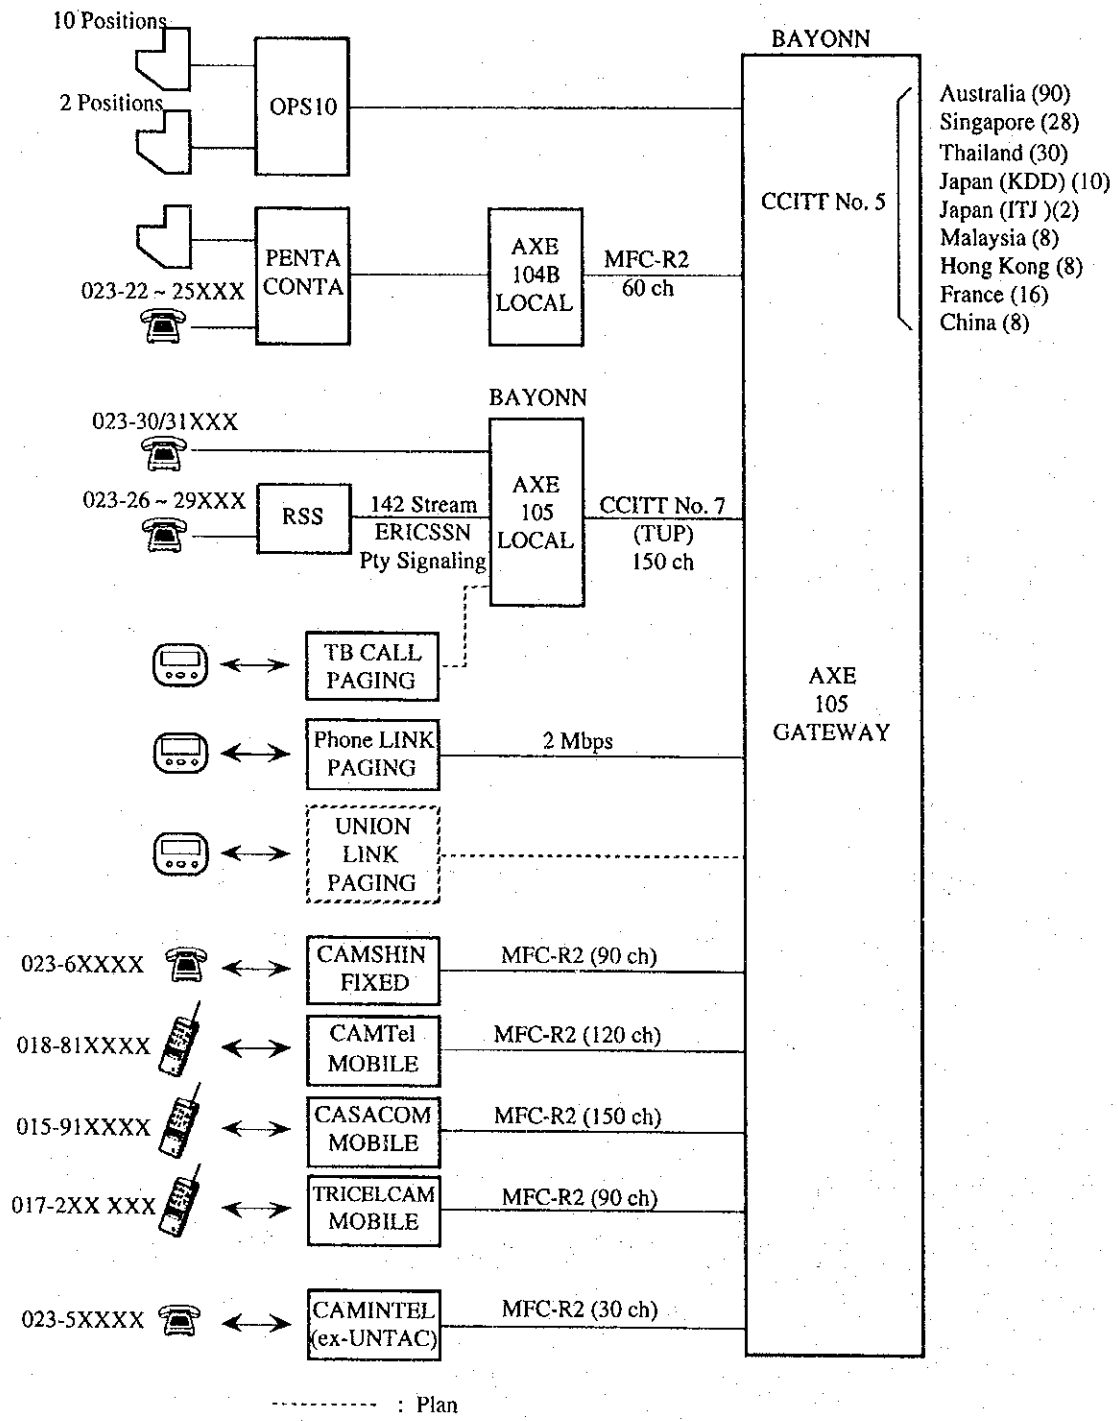 10 Positions
BAYONN
2 Positions
OPS10
Australia (90)
Singapore (28)
Thailand (30)
Japan (KDD) (10)
CCITT No. 5
Japan (ITJ )(2)
Malaysia (8)
Hong Kong (8)
France (16)
China (8)
PENTA
CONTA
AXE
104B
LOCAL
MFC-R2
60 ch
023-22 ~ 25XXX
BAYONN
023-30/31XXX
023-26 ~ 29XXX
RSS
142 Stream
ERICSSN
Pty Signaling
AXE
105
LOCAL
CCITT No. 7
(TUP)
150 ch
TB CALL
PAGING
AXE
105
GATEWAY
Phone LINK
PAGING
2 Mbps
UNION
LINK
PAGING
023-6XXXX
CAMSHIN
FIXED
MFC-R2 (90 ch)
018-81XXXX
CAMTel
MOBILE
MFC-R2 (120 ch)
015-91XXXX
CASACOM
MOBILE
MFC-R2 (150 ch)
017-2XX XXX
TRICELCAM
MOBILE
MFC-R2 (90 ch)
023-5XXXX
CAMINTEL
(ex-UNTAC)
MFC-R2 (30 ch)
: Plan